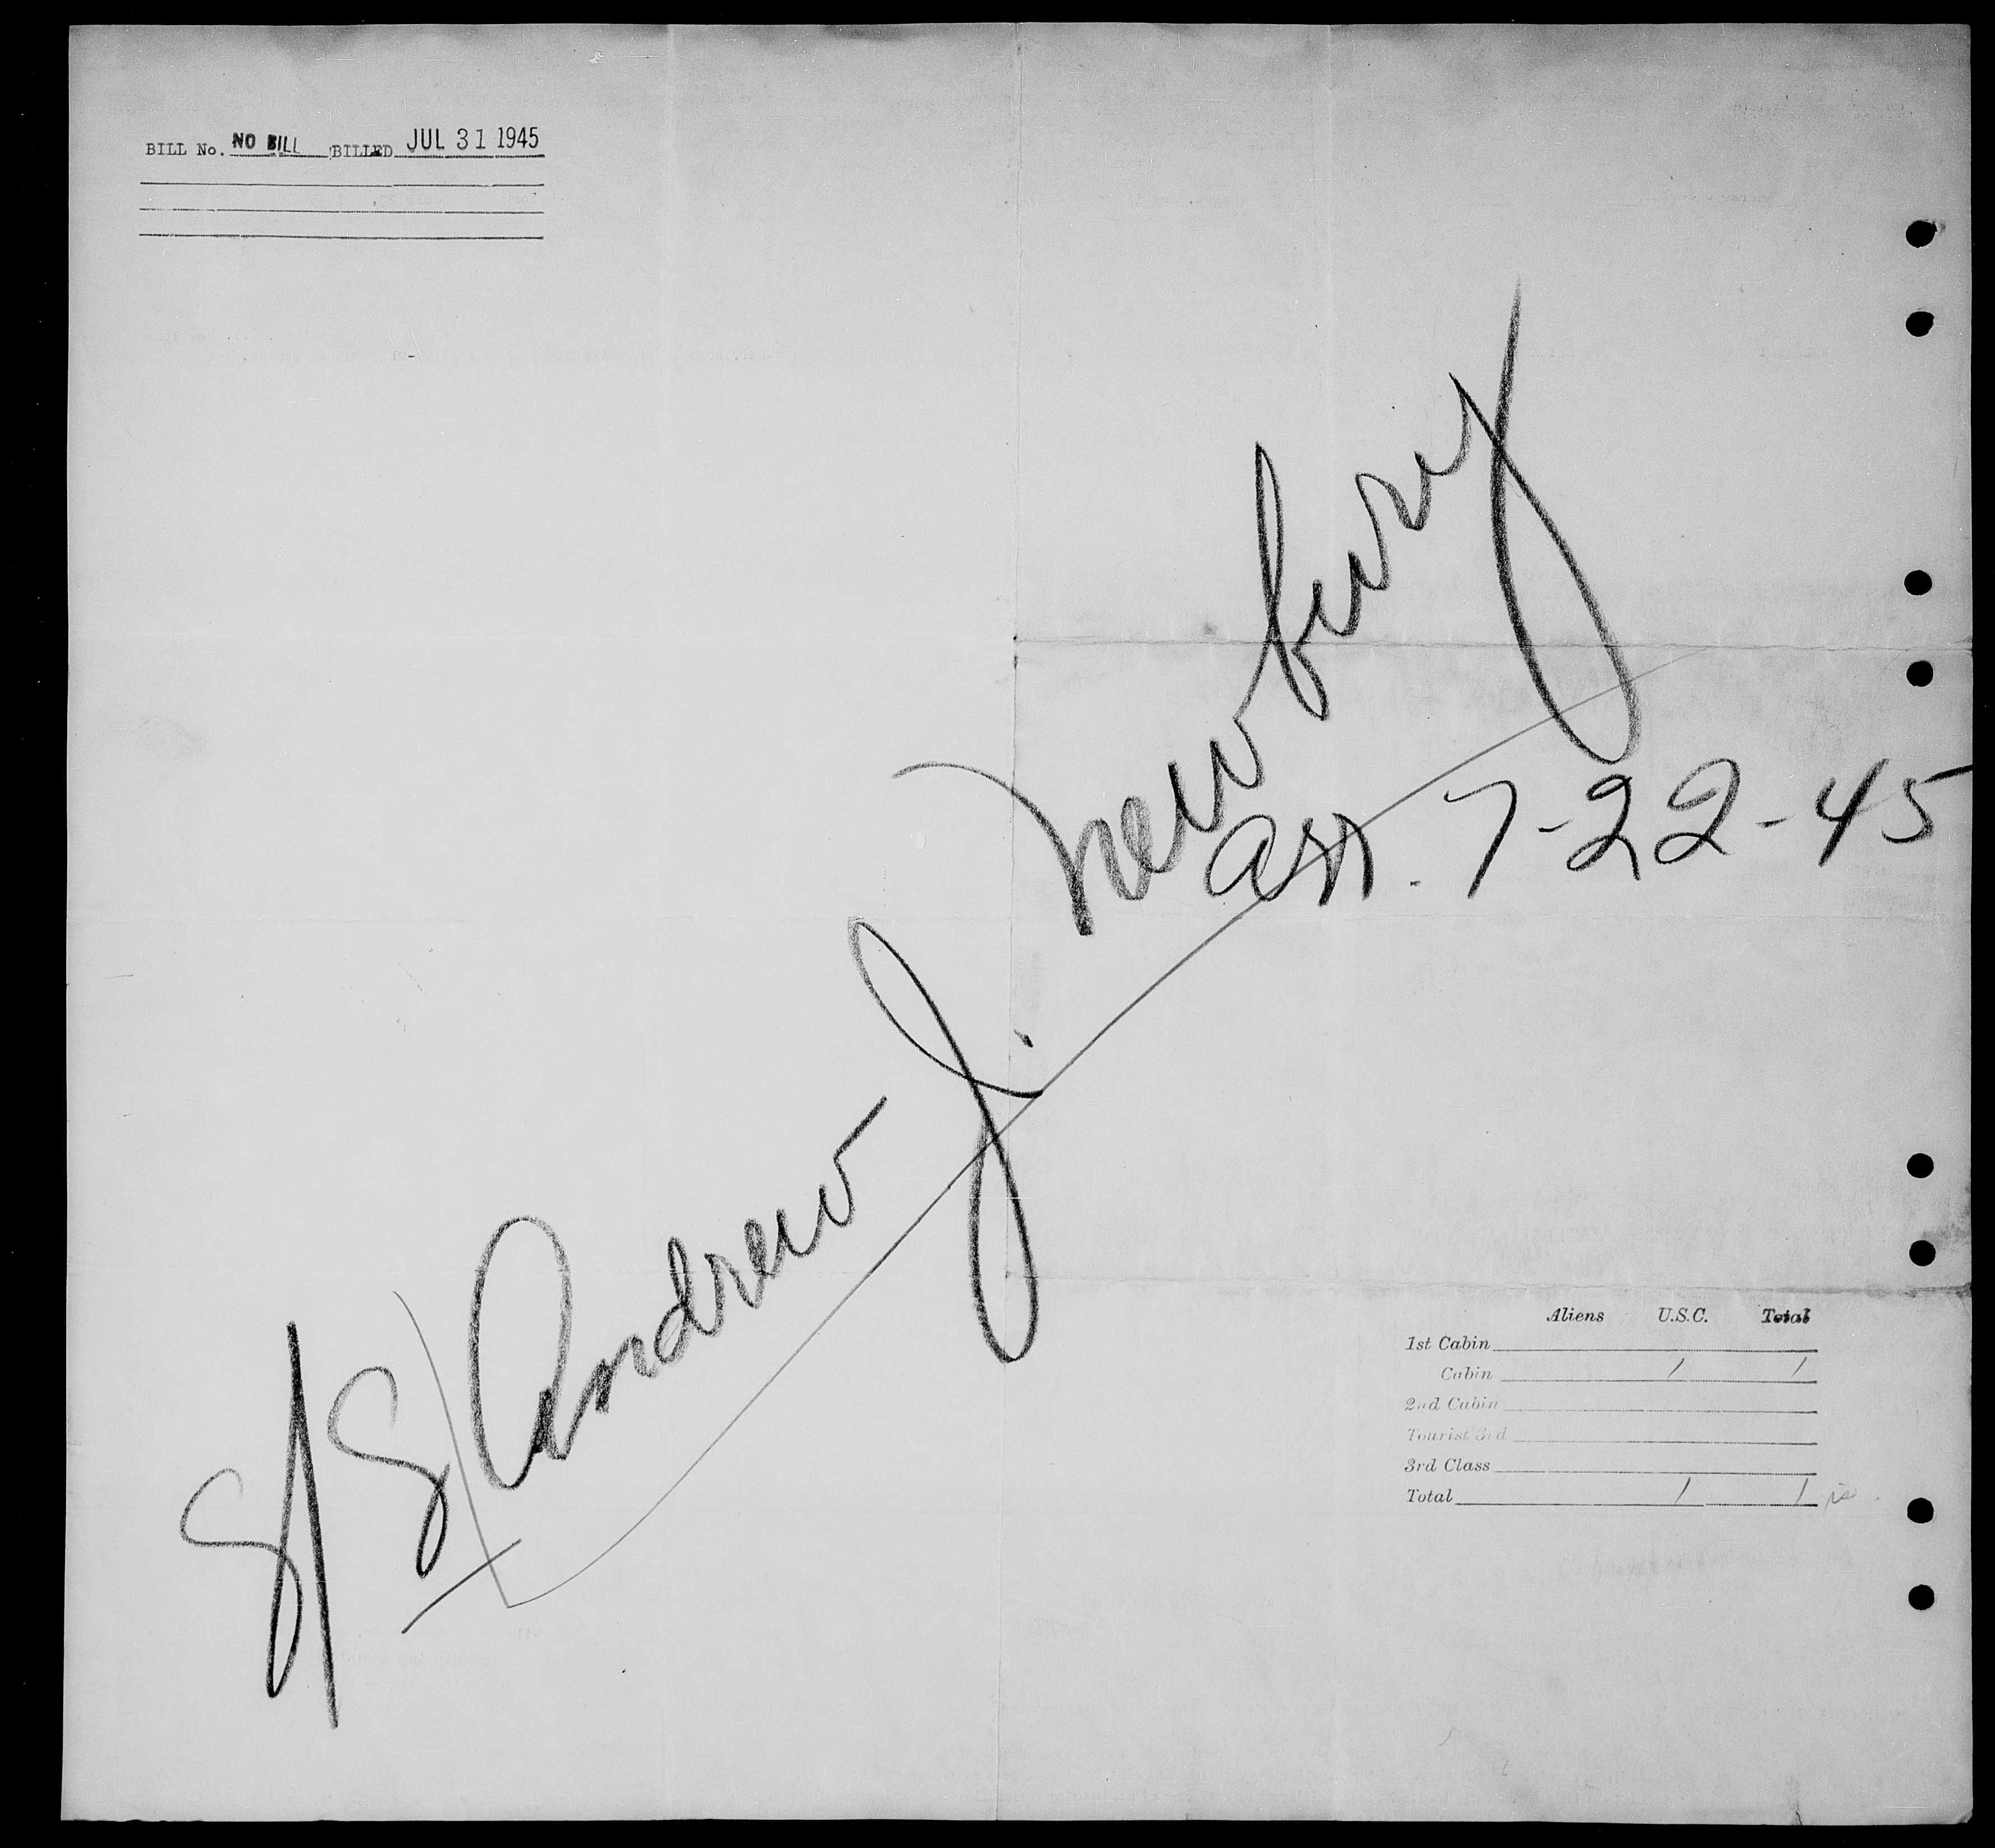 BILL No. NO BILL BILLED JUL 31 1945
S/S Andrew J. Newbury
arr. 7-22-45
Aliens U.S.C. Total
1st Cabin
Cabin 1 1
2nd Cabin
Tourist 3rd
3rd Class
Total 1 1